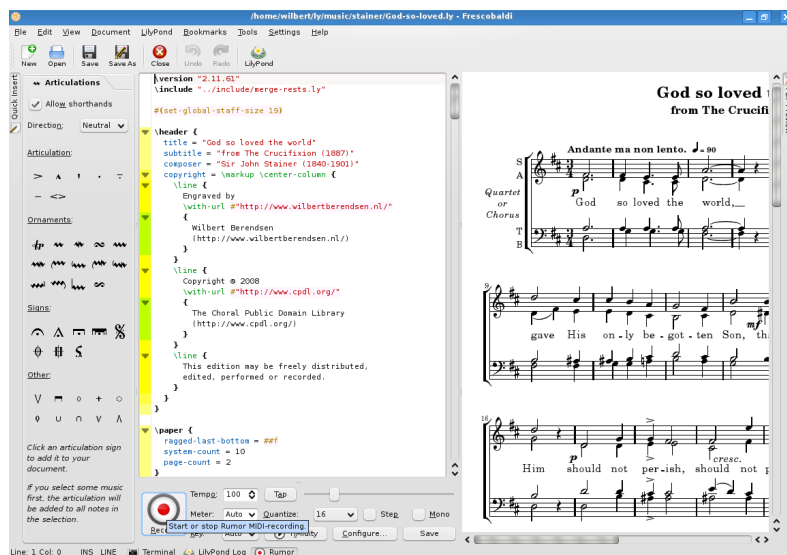 /home/wilbert/ly/music/stainer/God-so-loved.ly - Frescobaldi
File Edit View Document LilyPond Bookmarks Tools Settings Help
New Open Save Save As Close Undo Redo LilyPond
Quick Insert
Articulations
Allow shorthands
Direction: Neutral
Articulation:
Ornaments:
Signs:
Other:
Click an articulation sign
to add it to your
document.
If you select some music
first, the articulation will
be added to all notes in
the selection.
\version "2.11.61"
\include "../include/merge-rests.ly"
#(set-global-staff-size 19)
\header {
title = "God so loved the world"
subtitle = "from The Crucifixion (1887)"
composer = "Sir John Stainer (1840-1901)"
copyright = \markup \center-column {
\line {
Engraved by
\with-url #"http://www.wilbertberendsen.nl/"
{
Wilbert Berendsen
(http://www.wilbertberendsen.nl/)
}
}
\line {
Copyright © 2008
\with-url #"http://www.cpdl.org/"
{
The Choral Public Domain Library
(http://www.cpdl.org/)
}
}
\line {
This edition may be freely distributed,
edited, performed or recorded.
}
}
}
\paper {
ragged-last-bottom = ##f
system-count = 10
page-count = 2
}
God so loved t
from The Crucifi
Andante ma non lento. ♩= 90
S
A
Quartet
or
Chorus
T
B
p
God so loved the world,
9
mf
gave His on - ly be - got - ten Son, th
16
p
cresc.
Him should not per - ish, should not p
Tempo: 100 Tap
Meter: Auto Quantize: 16 Step Mono
Start or stop Rumor MIDI-recording.
Key: Auto Configure... Save
Line: 1 Col: 0 INS LINE Terminal LilyPond Log Rumor